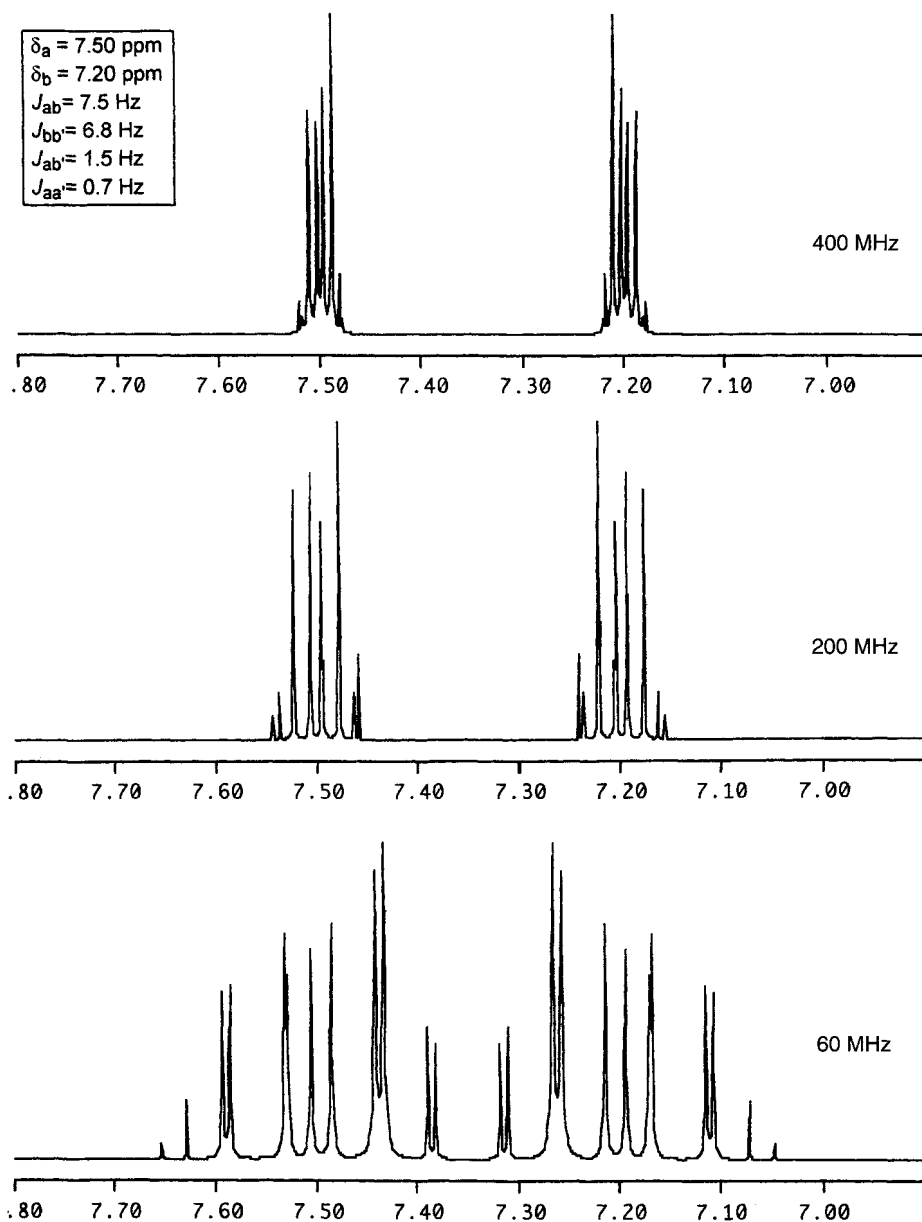 δa = 7.50 ppm
δb = 7.20 ppm
Jab = 7.5 Hz
Jbb' = 6.8 Hz
Jab' = 1.5 Hz
Jaa' = 0.7 Hz
400 MHz
.80 7.70 7.60 7.50 7.40 7.30 7.20 7.10 7.00
200 MHz
.80 7.70 7.60 7.50 7.40 7.30 7.20 7.10 7.00
60 MHz
.80 7.70 7.60 7.50 7.40 7.30 7.20 7.10 7.00